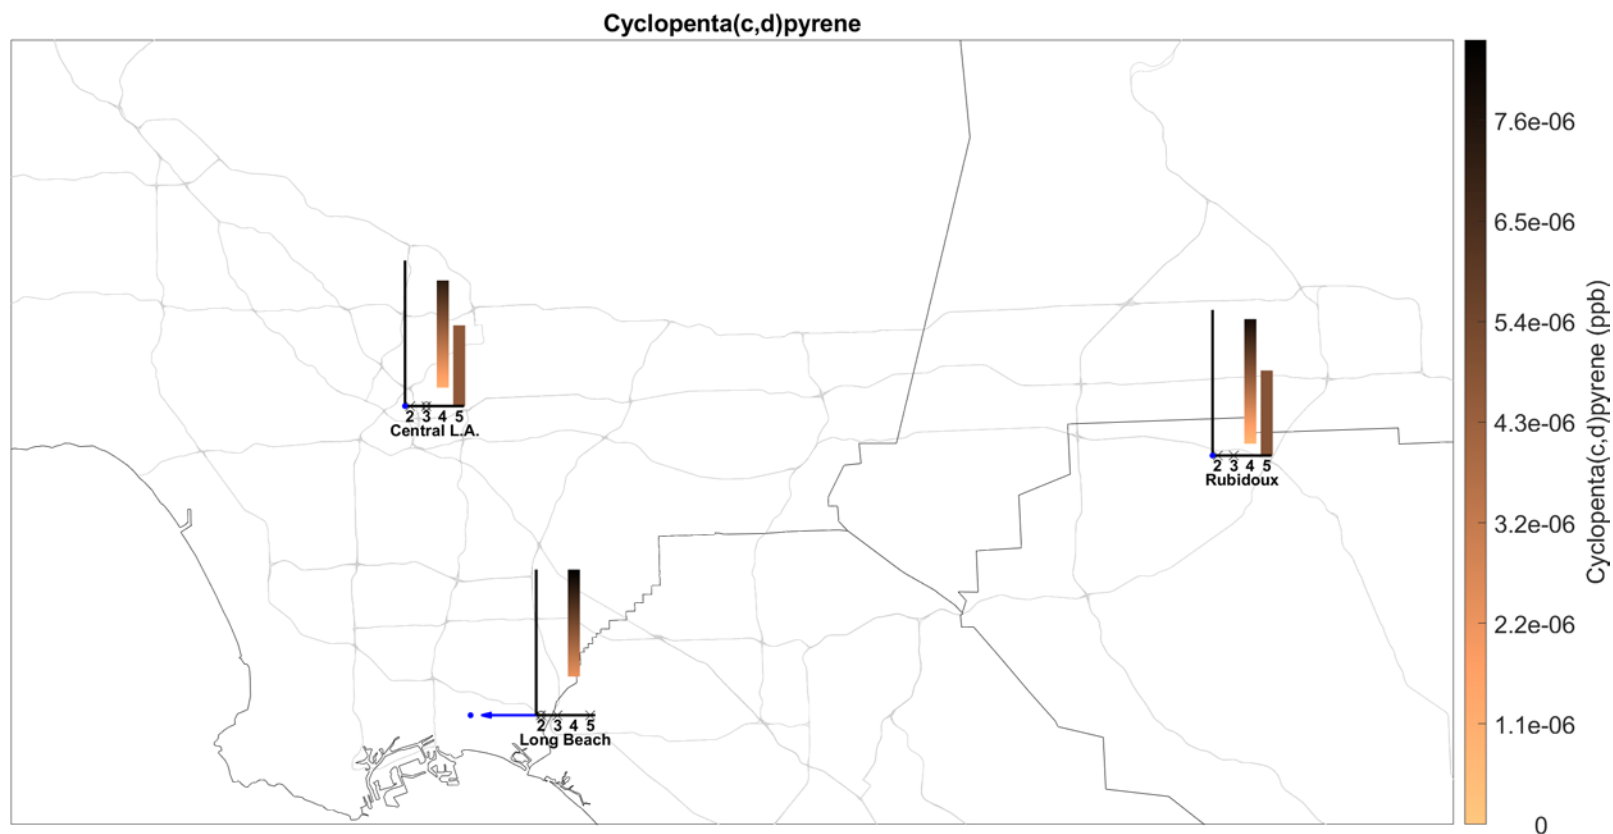 Cyclopenta(c,d)pyrene
7.6e-06
6.5e-06
5.4e-06
4.3e-06
3.2e-06
2.2e-06
1.1e-06
0
Cyclopenta(c,d)pyrene (ppb)
2 3 4 5
Central L.A.
2 3 4 5
Rubidoux
2 3 4 5
Long Beach